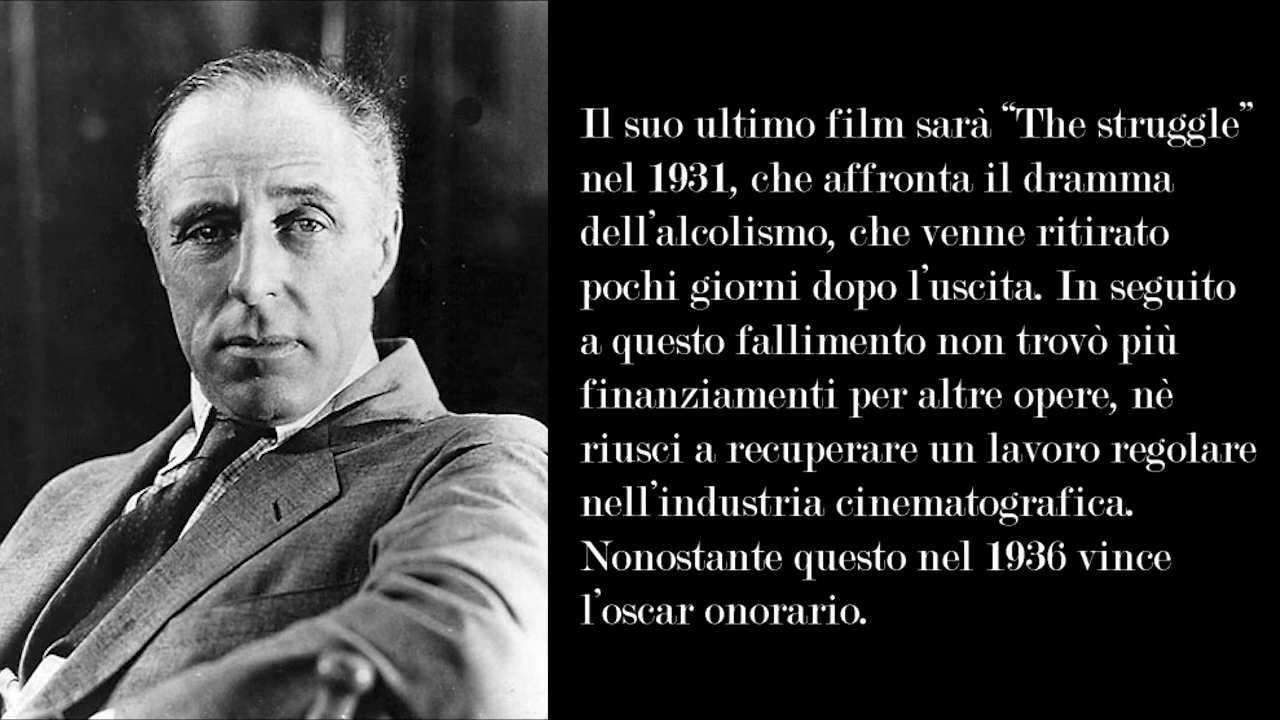 Il suo ultimo film sarà “The struggle”
nel 1931, che affronta il dramma
dell’alcolismo, che venne ritirato
pochi giorni dopo l’uscita. In seguito
a questo fallimento non trovò più
finanziamenti per altre opere, nè
riusci a recuperare un lavoro regolare
nell’industria cinematografica.
Nonostante questo nel 1936 vince
l’oscar onorario.